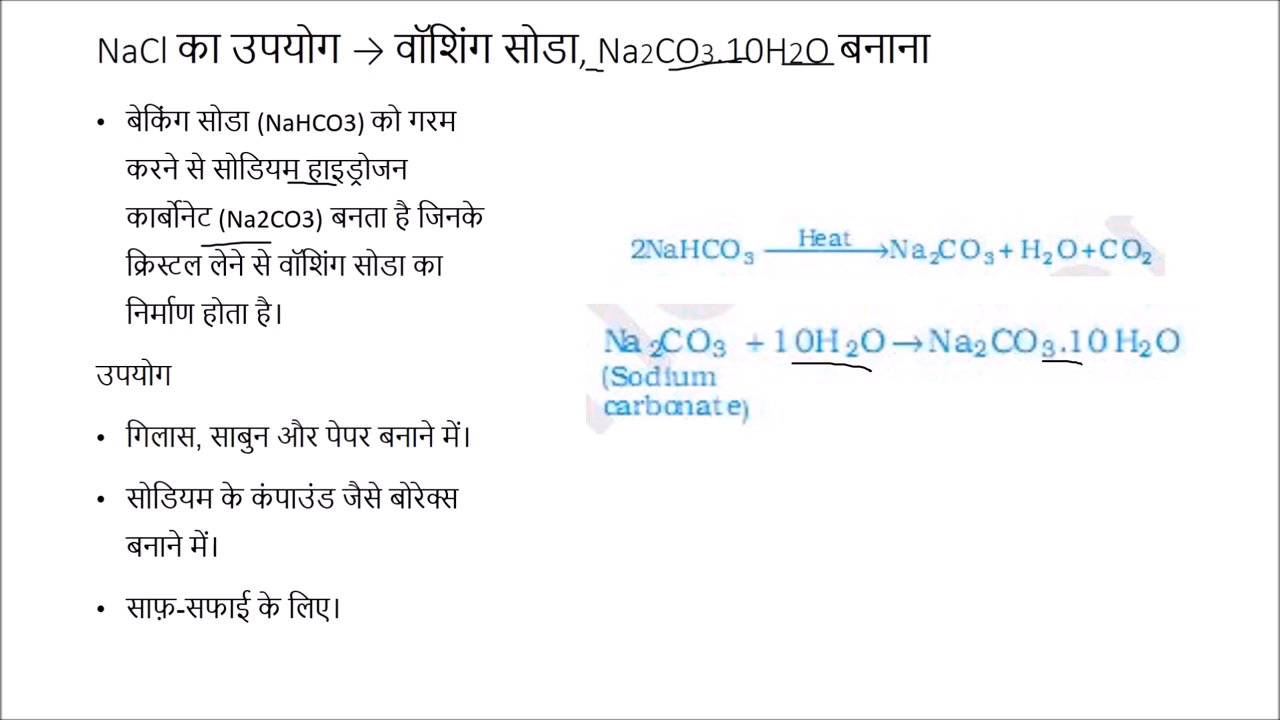 NaCl का उपयोग → वॉशिंग सोडा, Na2CO3.10H2O बनाना
• बेकिंग सोडा (NaHCO3) को गरम
करने से सोडियम हाइड्रोजन
कार्बोनेट (Na2CO3) बनता है जिनके
क्रिस्टल लेने से वॉशिंग सोडा का
निर्माण होता है।
उपयोग
• गिलास, साबुन और पेपर बनाने में।
• सोडियम के कंपाउंड जैसे बोरेक्स
बनाने में।
• साफ़-सफाई के लिए।
2NaHCO₃ —Heat→ Na₂CO₃ + H₂O + CO₂
Na₂CO₃ + 10H₂O → Na₂CO₃.10H₂O
(Sodium
carbonate)